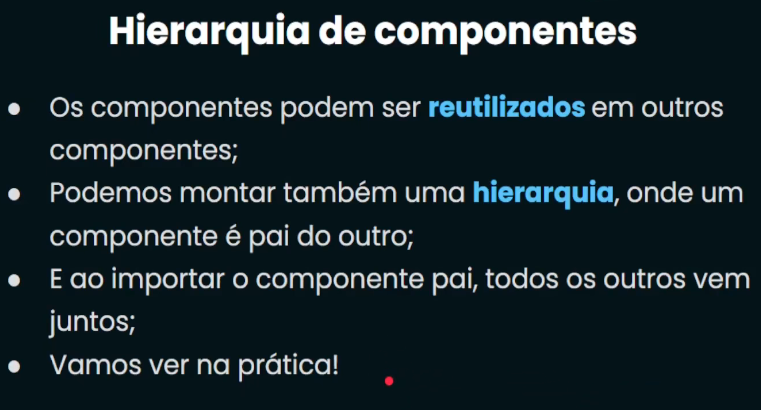 Hierarquia de componentes
● Os componentes podem ser reutilizados em outros
componentes;
● Podemos montar também uma hierarquia, onde um
componente é pai do outro;
● E ao importar o componente pai, todos os outros vem
juntos;
● Vamos ver na prática!